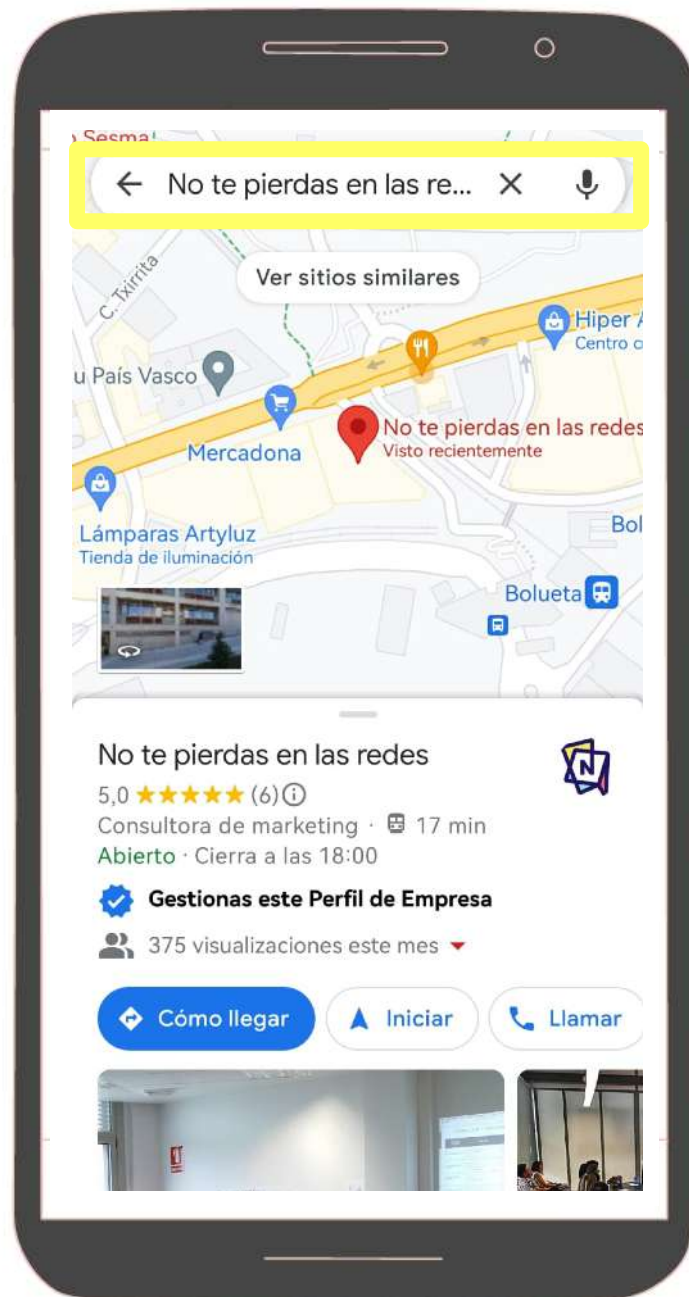 Sesma
No te pierdas en las re...
Ver sitios similares
C. Txirrita
Hiper
Centro
u País Vasco
No te pierdas en las redes
Visto recientemente
Mercadona
Lámparas Artyluz
Tienda de iluminación
Bol
Bolueta
No te pierdas en las redes
N
5,0 ★★★★★ (6)
Consultora de marketing · 17 min
Abierto · Cierra a las 18:00
Gestionas este Perfil de Empresa
375 visualizaciones este mes
Cómo llegar
Iniciar
Llamar